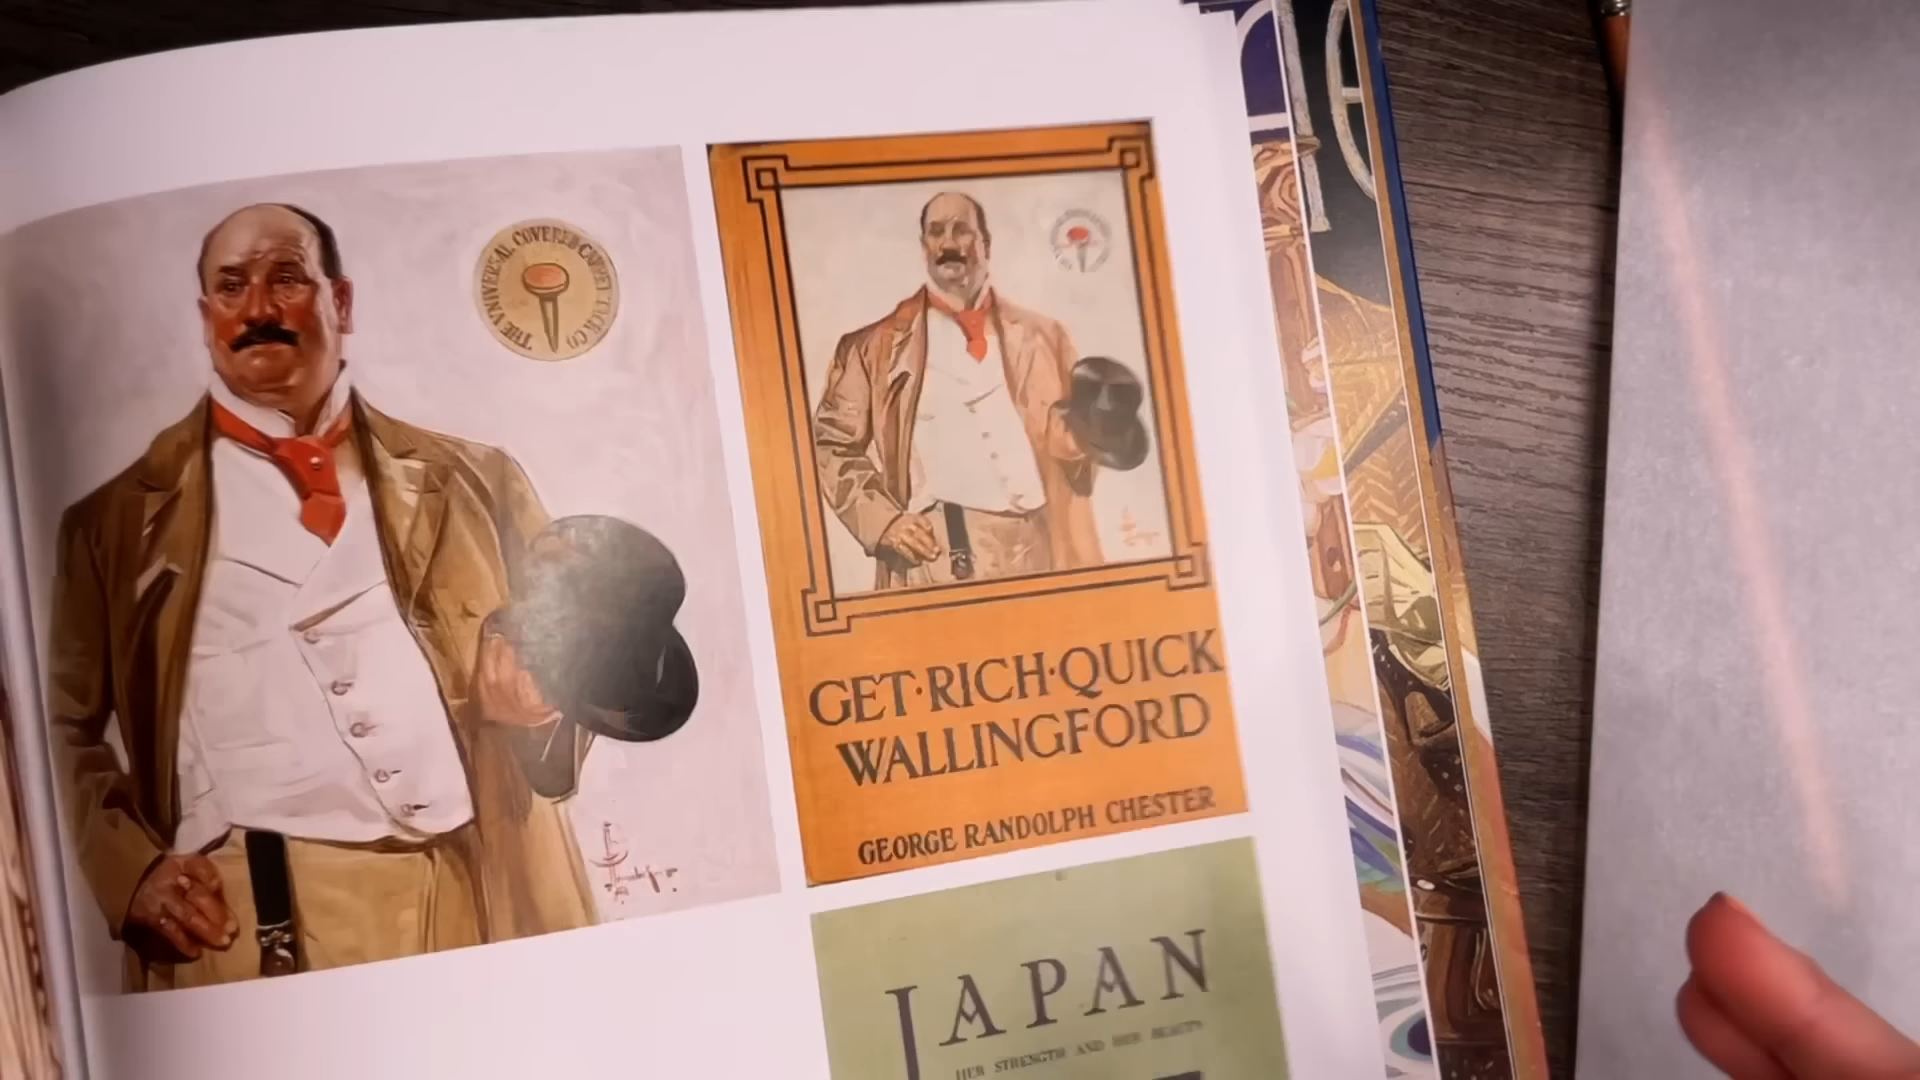 THE UNIVERSAL COVERED CARPET TACK CO
GET·RICH·QUICK
WALLINGFORD
GEORGE RANDOLPH CHESTER
JAPAN
HER STRENGTH AND HER BEAUTY